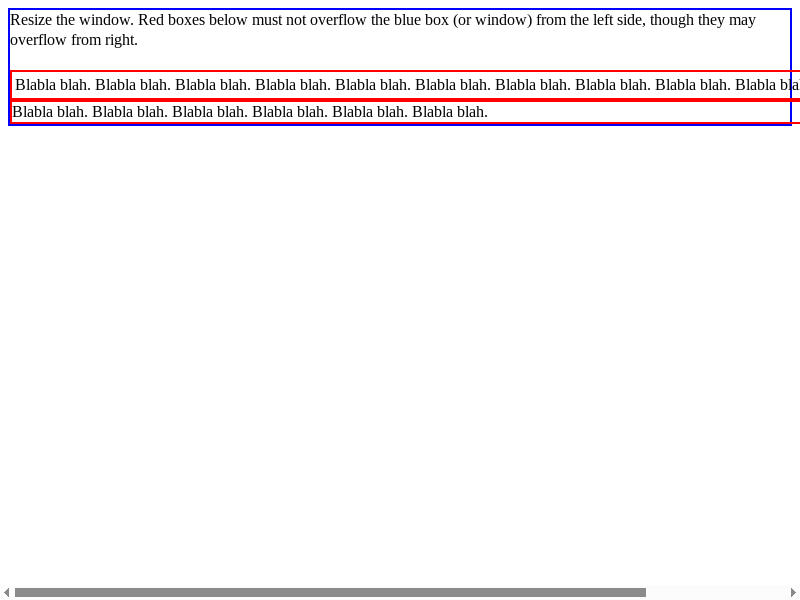 Resize the window. Red boxes below must not overflow the blue box (or window) from the left side, though they may
overflow from right.
Blabla blah. Blabla blah. Blabla blah. Blabla blah. Blabla blah. Blabla blah. Blabla blah. Blabla blah. Blabla blah. Blabla
Blabla blah. Blabla blah. Blabla blah. Blabla blah. Blabla blah. Blabla blah.